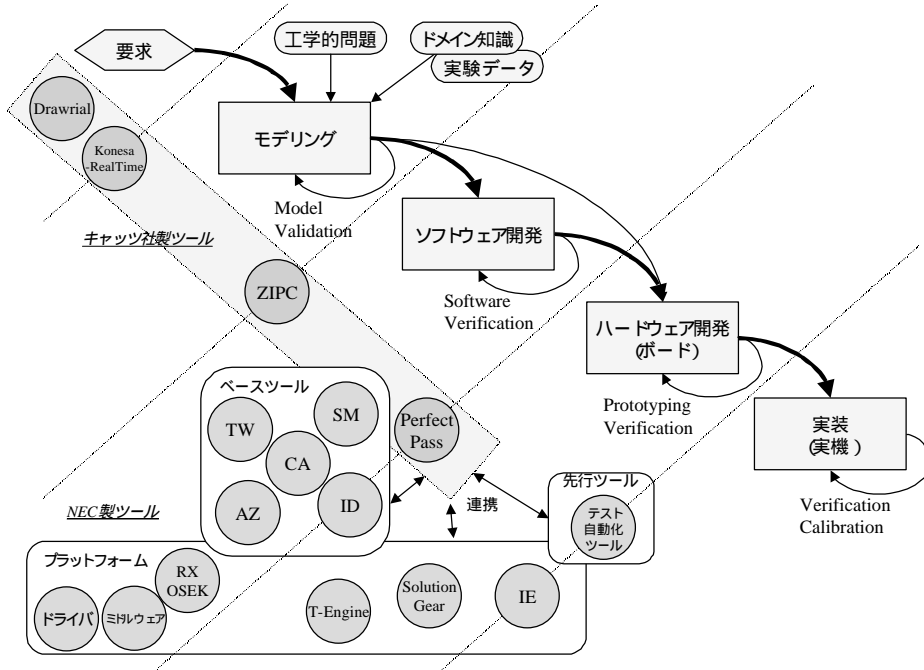 要求
工学的問題
ドメイン知識
実験データ
Drawrial
Konesa
-RealTime
モデリング
Model
Validation
キャッツ社製ツール
ソフトウェア開発
Software
Verification
ZIPC
ハードウェア開発
(ボード)
Prototyping
Verification
ベースツール
TW
SM
CA
AZ
ID
Perfect
Pass
実装
(実機)
Verification
Calibration
連携
先行ツール
テスト
自動化
ツール
NEC製ツール
プラットフォーム
RX
OSEK
ドライバ
ミドルウェア
T-Engine
Solution
Gear
IE